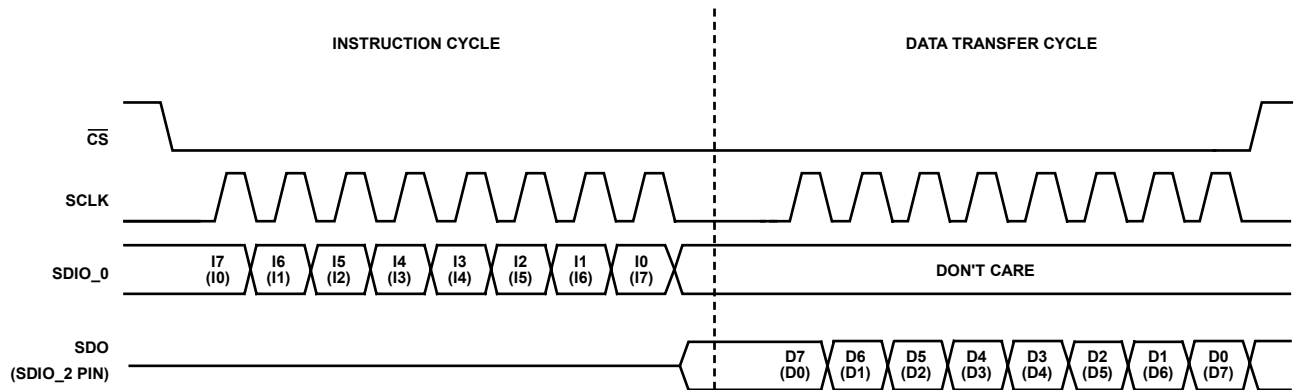 INSTRUCTION CYCLE DATA TRANSFER CYCLE
CS
SCLK
SDIO_0
I7 I6 I5 I4 I3 I2 I1 I0
(I0) (I1) (I2) (I3) (I4) (I5) (I6) (I7)
DON'T CARE
SDO
(SDIO_2 PIN)
D7 D6 D5 D4 D3 D2 D1 D0
(D0) (D1) (D2) (D3) (D4) (D5) (D6) (D7)